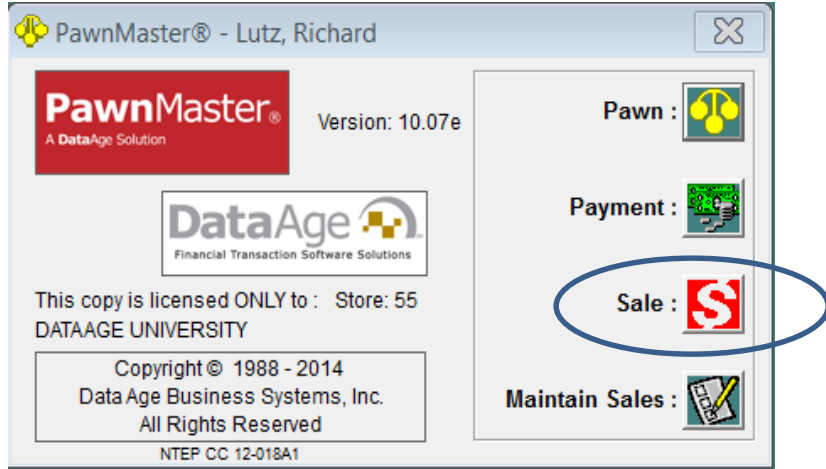 PawnMaster® - Lutz, Richard
PawnMaster®
A DataAge Solution
Version: 10.07e
DataAge
Financial Transaction Software Solutions
This copy is licensed ONLY to : Store: 55
DATAAGE UNIVERSITY
Copyright © 1988 - 2014
Data Age Business Systems, Inc.
All Rights Reserved
NTEP CC 12-018A1
Pawn :
Payment :
Sale : $
Maintain Sales :